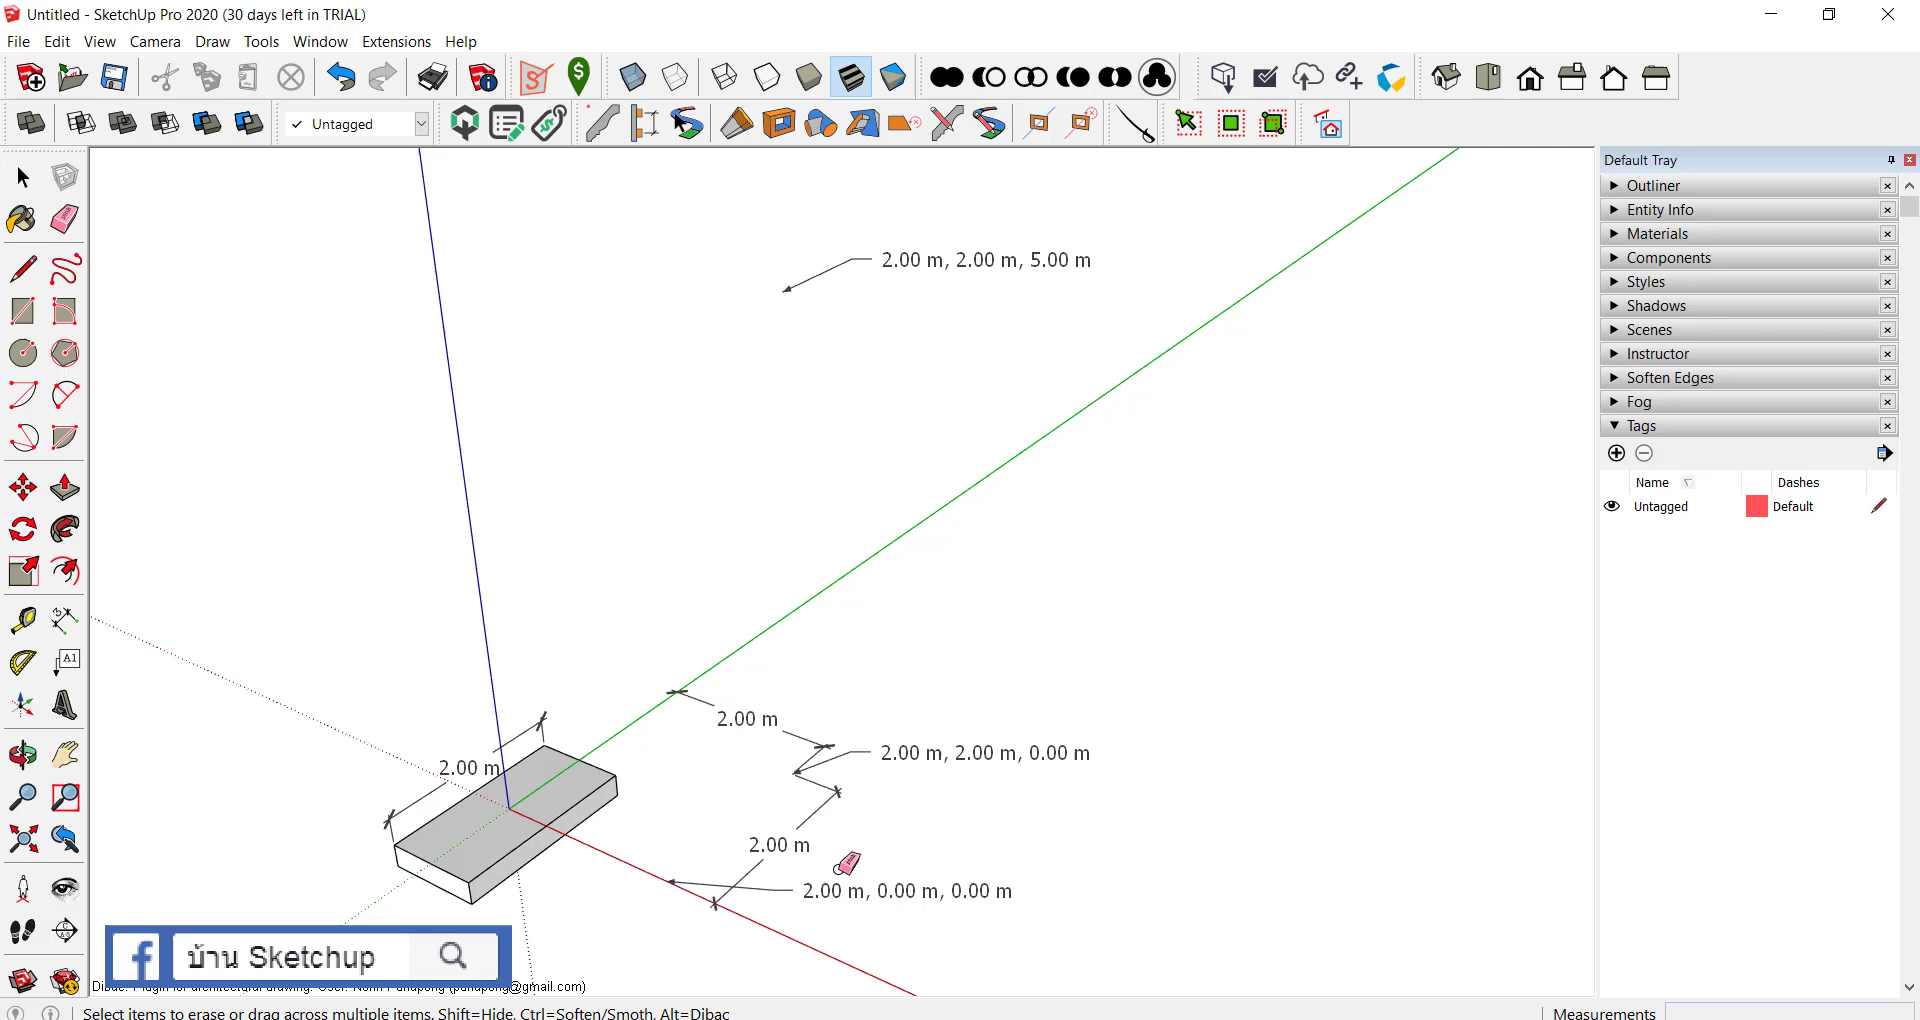 Untitled - SketchUp Pro 2020 (30 days left in TRIAL)
File Edit View Camera Draw Tools Window Extensions Help
✓ Untagged
Default Tray
Outliner
Entity Info
Materials
Components
Styles
Shadows
Scenes
Instructor
Soften Edges
Fog
Tags
Name Dashes
Untagged Default
2.00 m, 2.00 m, 5.00 m
2.00 m
2.00 m, 2.00 m, 0.00 m
2.00 m
2.00 m
2.00 m, 0.00 m, 0.00 m
A1
f บ้าน Sketchup
@gmail.com)
Select items to erase or drag across multiple items. Shift=Hide, Ctrl=Soften/Smoth, Alt=Dibac
Measurements